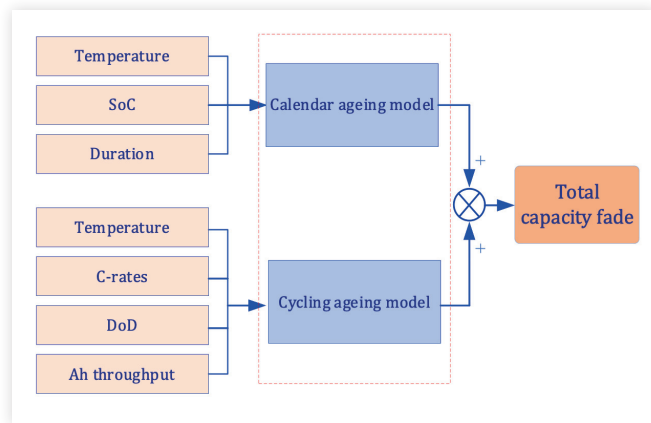 Temperature
SoC
Duration
Calendar ageing model
+
Total
capacity fade
+
Temperature
C-rates
DoD
Ah throughput
Cycling ageing model